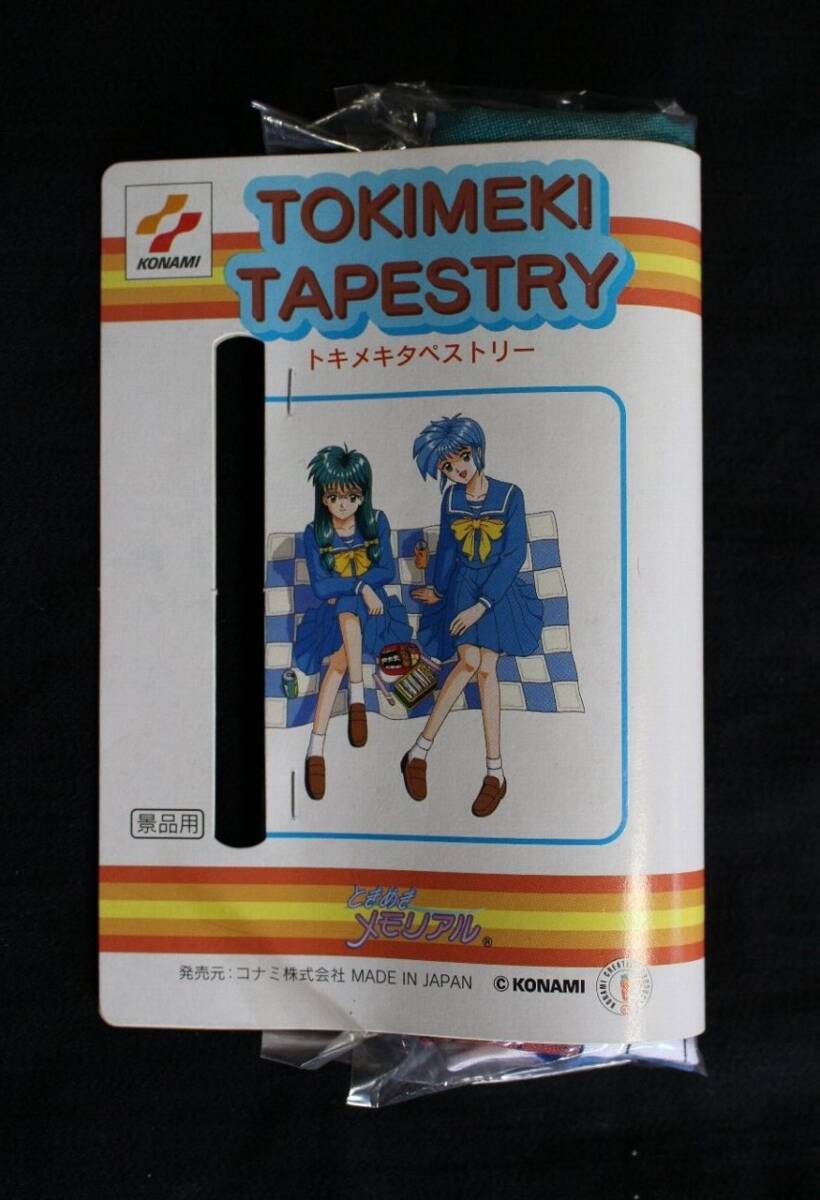 KONAMI
TOKIMEKI
TAPESTRY
トキメキタペストリー
景品用
ときめき
メモリアル®
発売元:コナミ株式会社 MADE IN JAPAN
© KONAMI